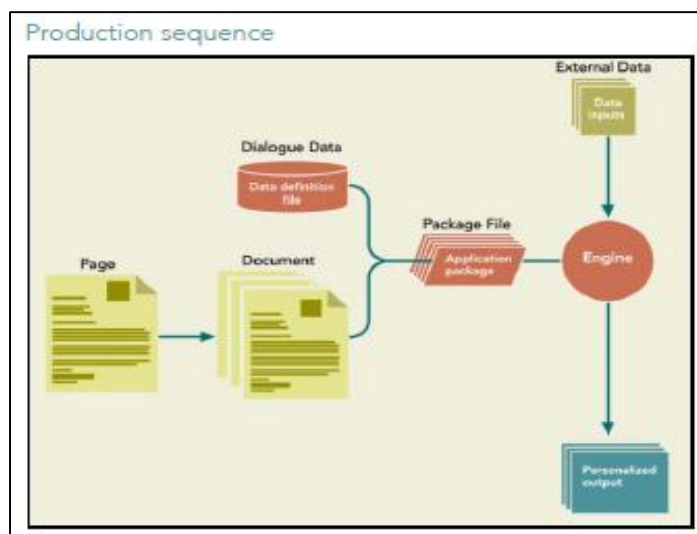 Production sequence
External Data
Data
inputs
Dialogue Data
Data definition
file
Package File
Application
package
Engine
Page
Document
Personalized
output